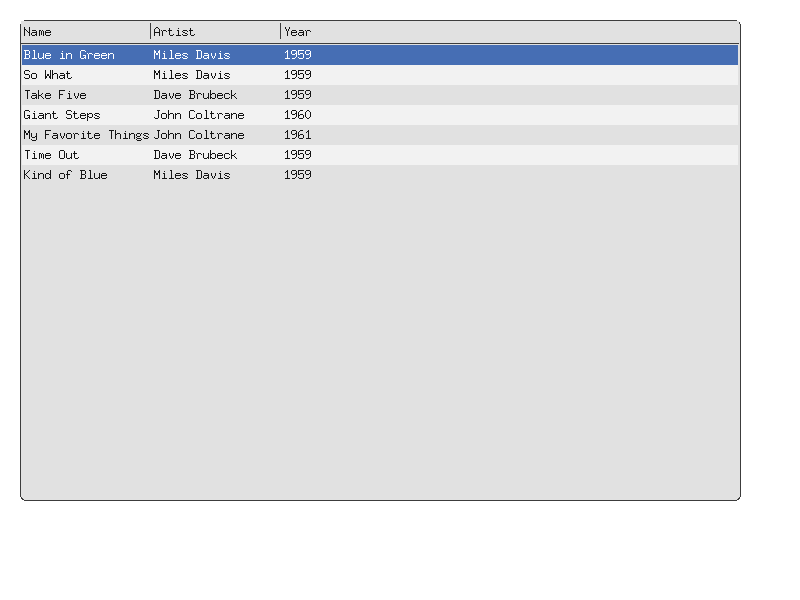 Name Artist Year
Blue in Green Miles Davis 1959
So What Miles Davis 1959
Take Five Dave Brubeck 1959
Giant Steps John Coltrane 1960
My Favorite Things John Coltrane 1961
Time Out Dave Brubeck 1959
Kind of Blue Miles Davis 1959